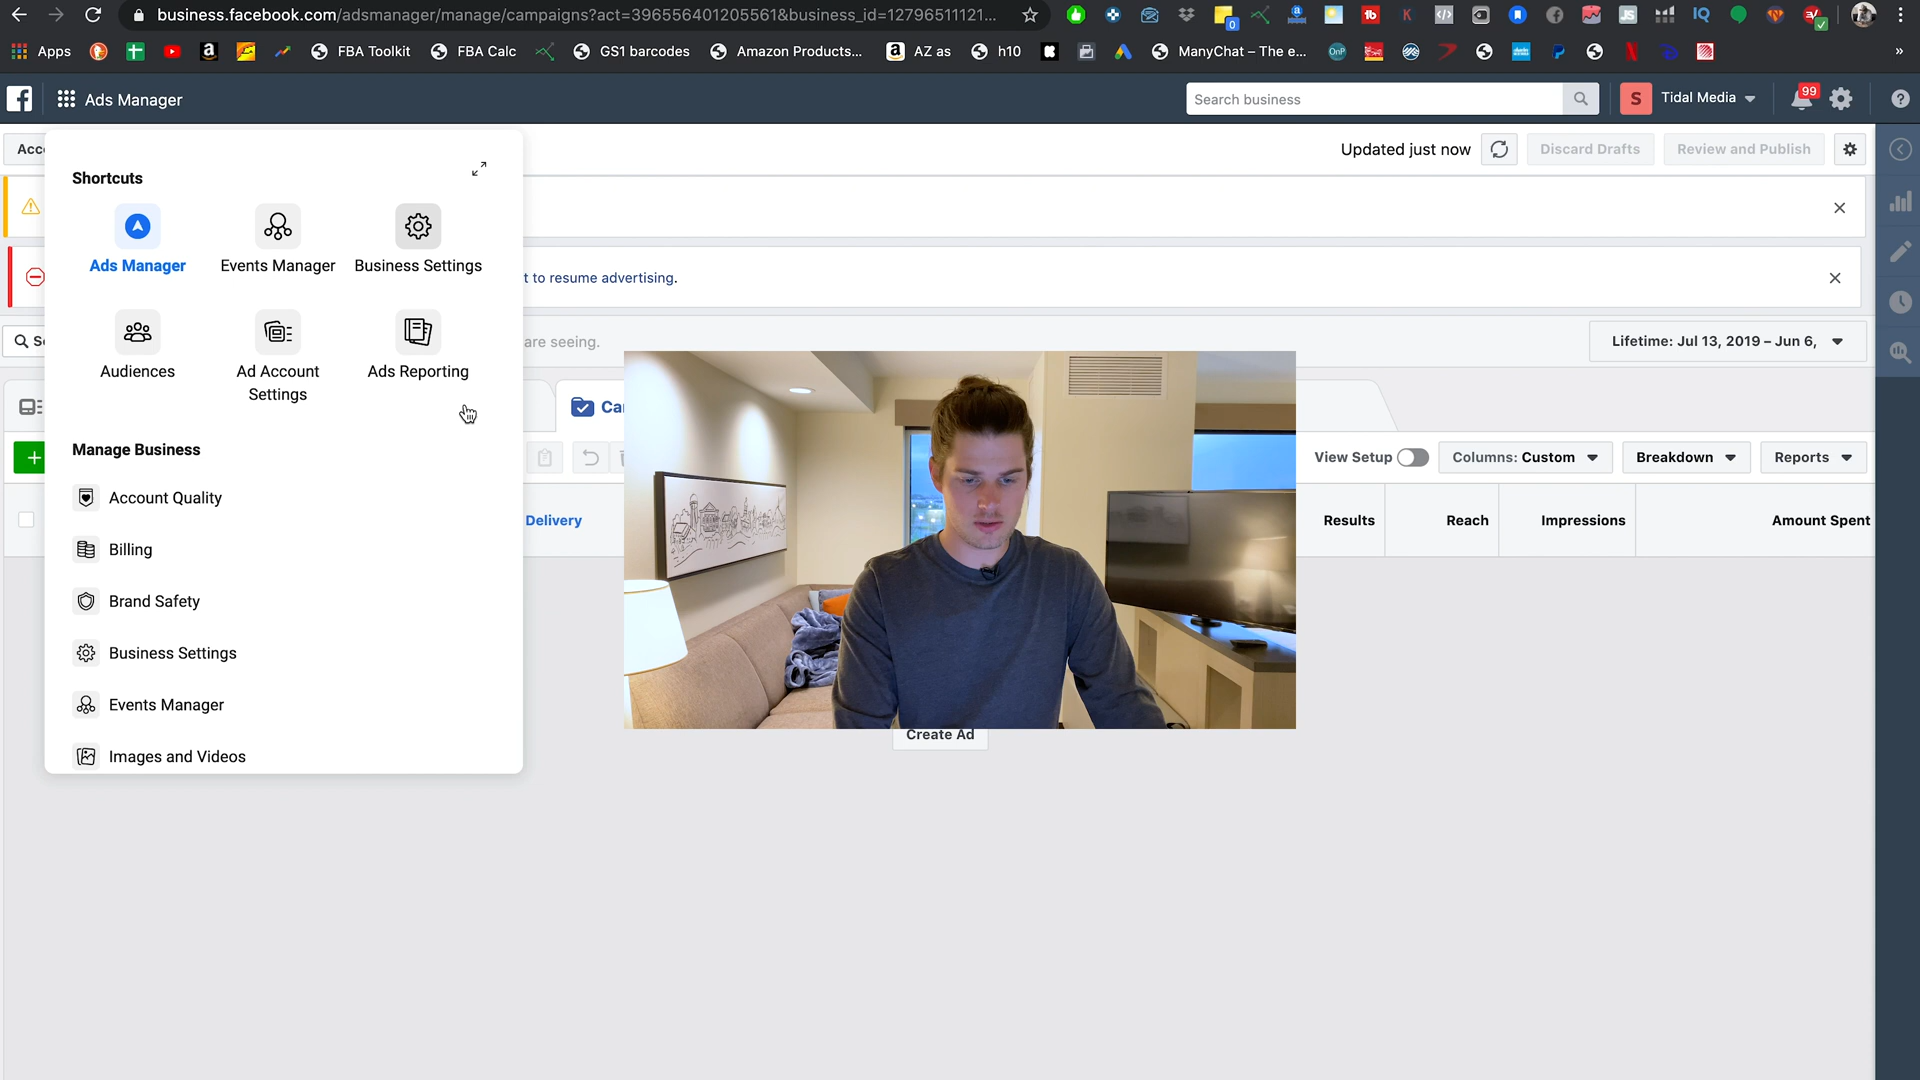 business.facebook.com/adsmanager/manage/campaigns?act=396556401205561&business_id=12796511121...
Apps
FBA Toolkit
FBA Calc
GS1 barcodes
Amazon Products...
AZ as
h10
ManyChat – The e...
Ads Manager
Search business
S
Tidal Media
99
Acco
Updated just now
Discard Drafts
Review and Publish
Shortcuts
Ads Manager
Events Manager
Business Settings
t to resume advertising.
Audiences
Ad Account
Settings
Ads Reporting
are seeing.
Lifetime: Jul 13, 2019 – Jun 6,
Ca
Manage Business
View Setup
Columns: Custom
Breakdown
Reports
Account Quality
Delivery
Results
Reach
Impressions
Amount Spent
Billing
Brand Safety
Business Settings
Events Manager
Create Ad
Images and Videos